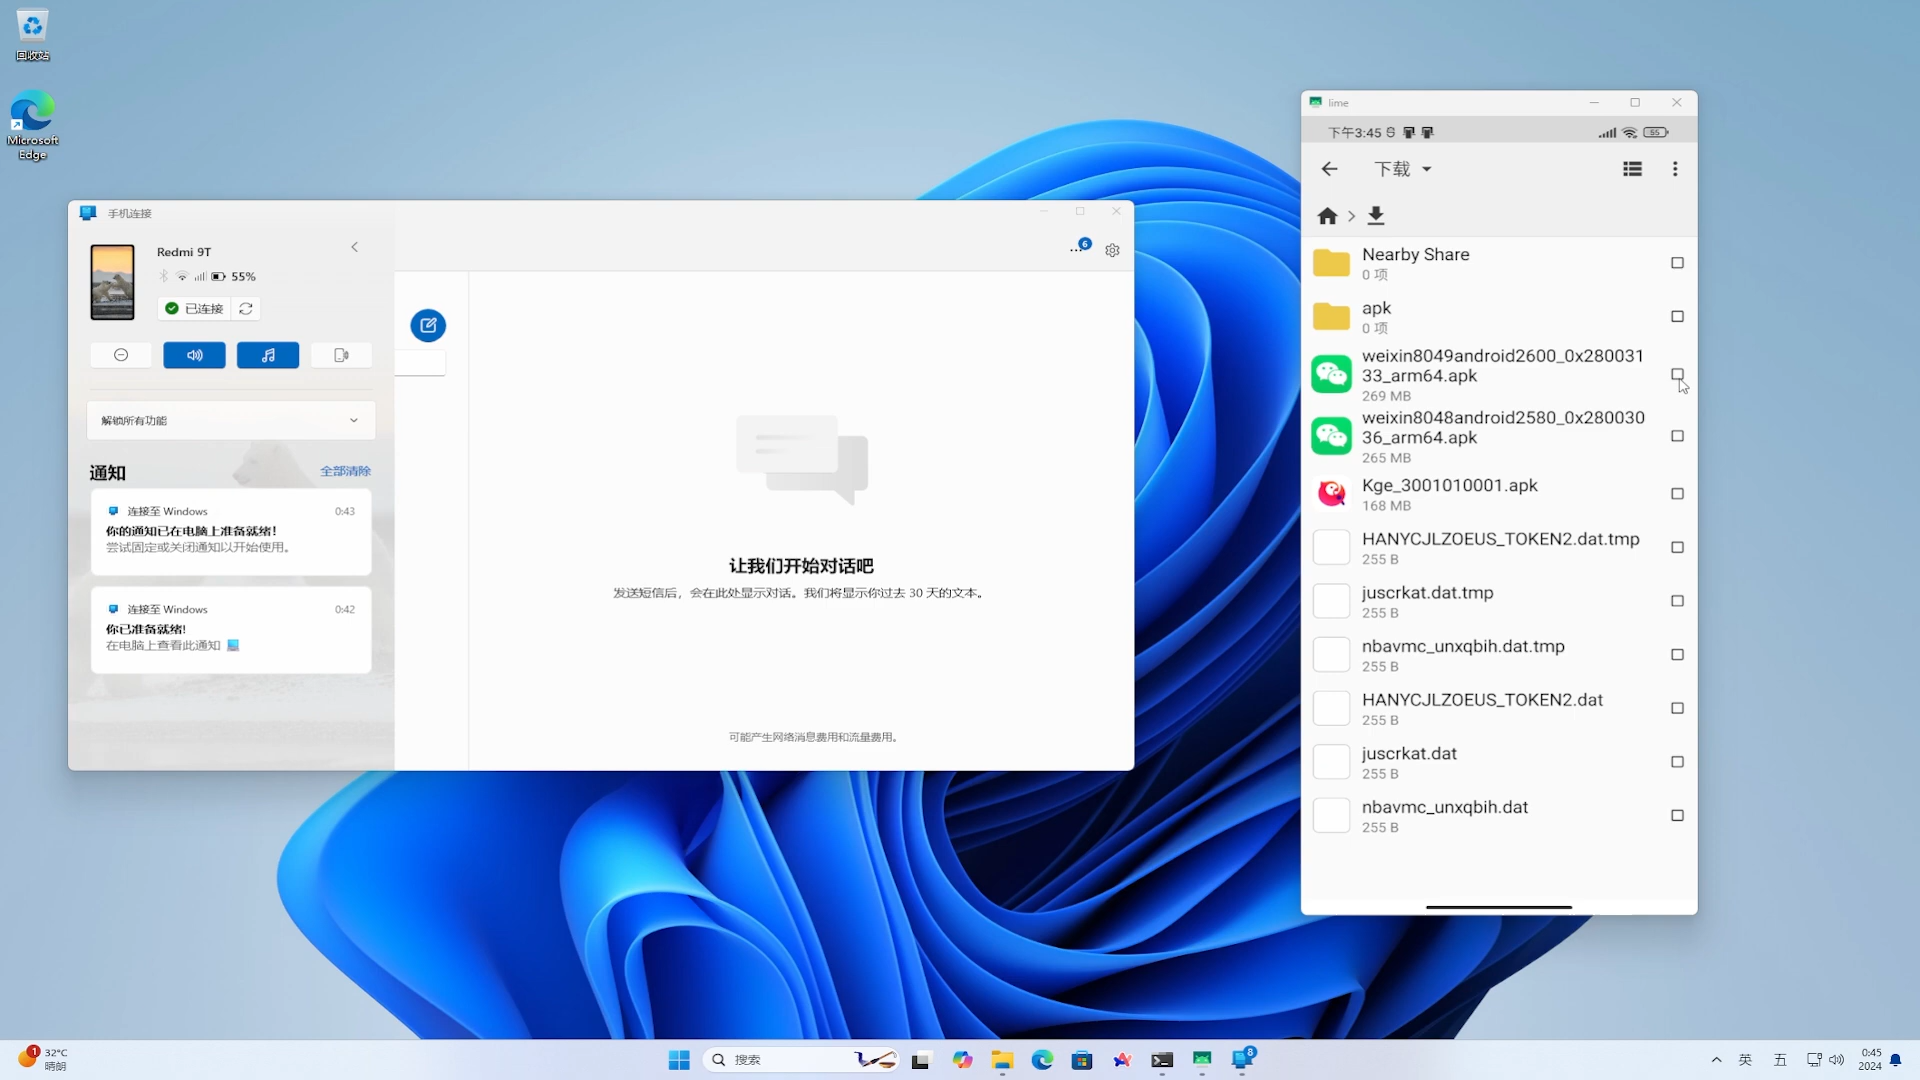 回收站
Microsoft
Edge
手机连接
Redmi 9T
55%
已连接
解锁所有功能
通知
全部清除
连接至 Windows
0:43
你的通知已在电脑上准备就绪!
尝试固定或关闭通知以开始使用。
连接至 Windows
0:42
你已准备就绪!
在电脑上查看此通知
6
让我们开始对话吧
发送短信后，会在此处显示对话。我们将显示你过去 30 天的文本。
可能产生网络消息费用和流量费用。
lime
下午3:45
55
下载
Nearby Share
0 项
apk
0 项
weixin8049android2600_0x280031
33_arm64.apk
269 MB
weixin8048android2580_0x280030
36_arm64.apk
265 MB
Kge_3001010001.apk
168 MB
HANYCJLZOEUS_TOKEN2.dat.tmp
255 B
juscrkat.dat.tmp
255 B
nbavmc_unxqbih.dat.tmp
255 B
HANYCJLZOEUS_TOKEN2.dat
255 B
juscrkat.dat
255 B
nbavmc_unxqbih.dat
255 B
1
32°C
晴朗
搜索
8
英
五
0:45
2024